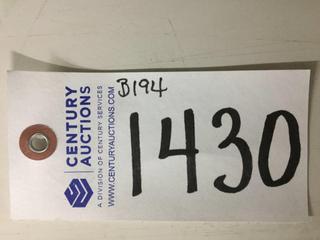 B194
1430
CENTURY
AUCTIONS
A DIVISION OF CENTURY SERVICES
WWW.CENTURYAUCTIONS.COM